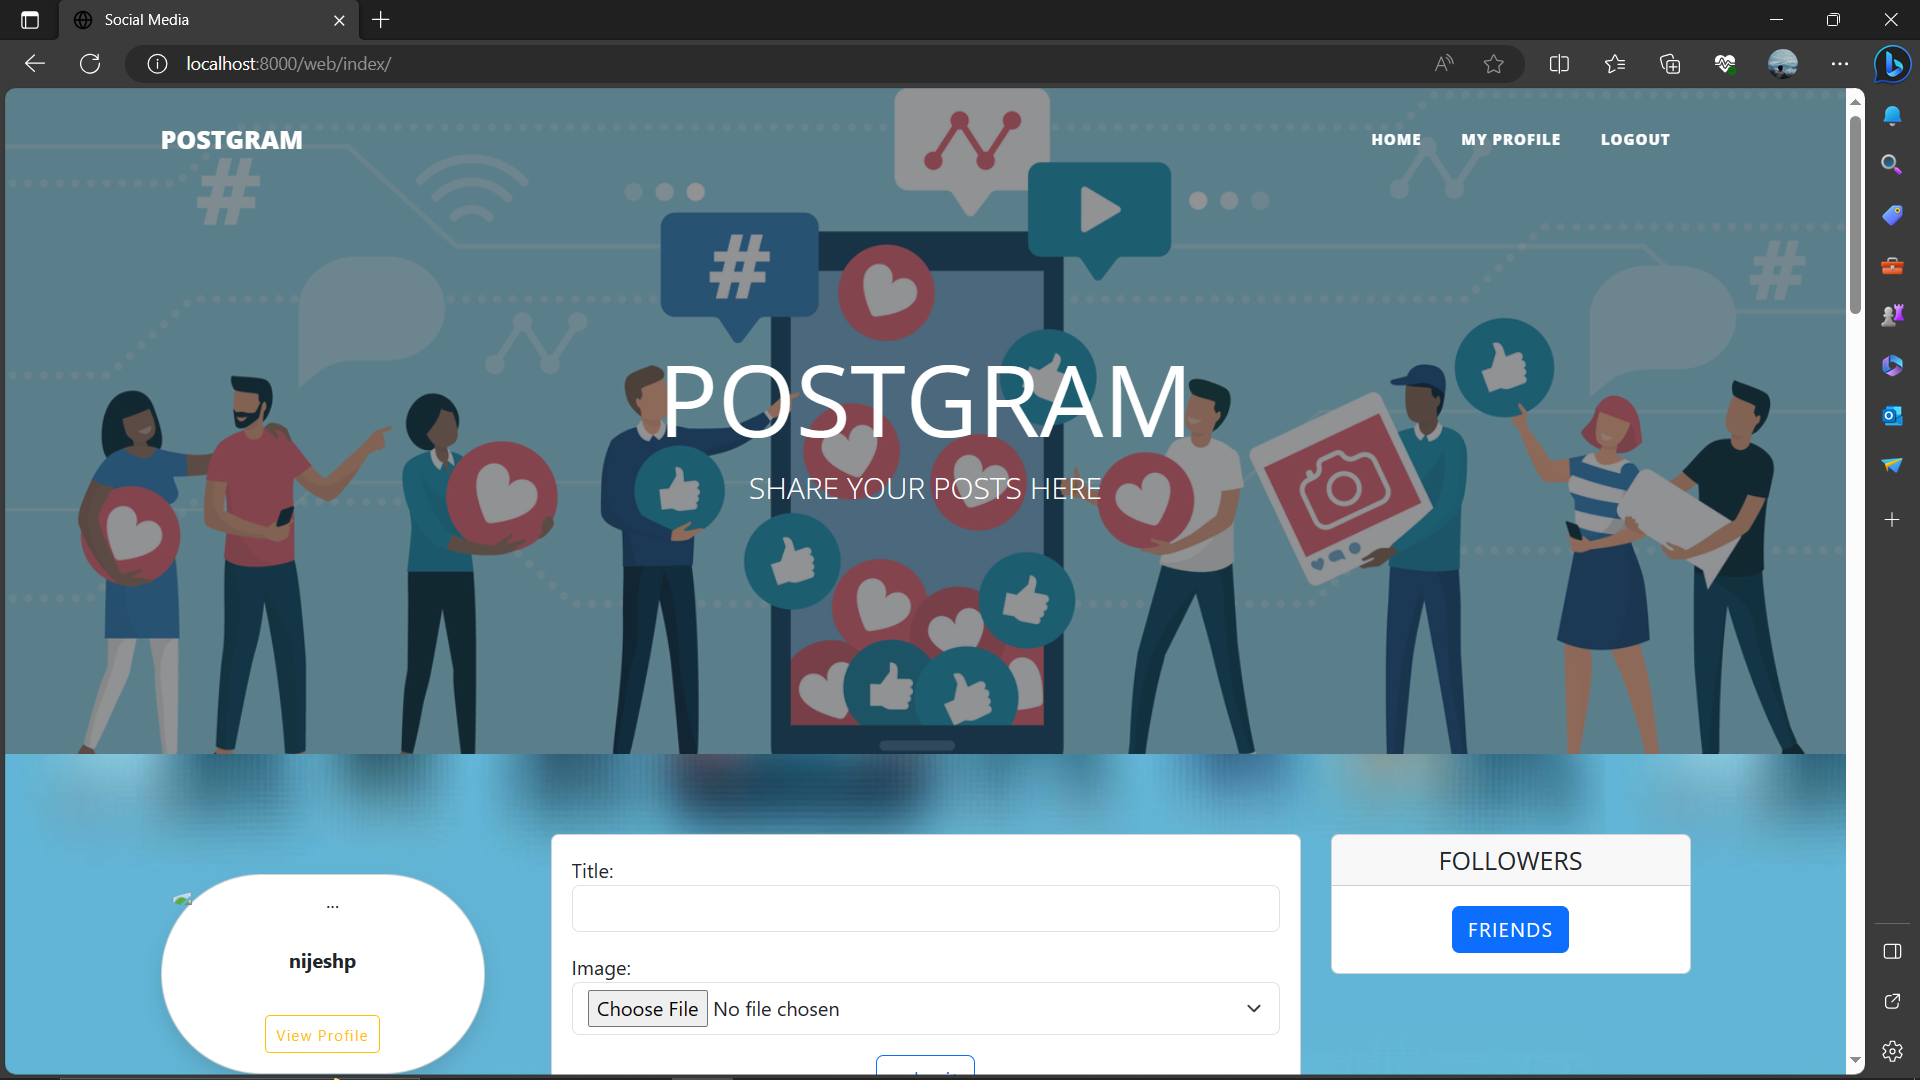 Social Media
localhost:8000/web/index/
POSTGRAM
HOME MY PROFILE LOGOUT
#
#
#
POSTGRAM
SHARE YOUR POSTS HERE
...
nijeshp
View Profile
Title:
Image:
Choose File No file chosen
FOLLOWERS
FRIENDS